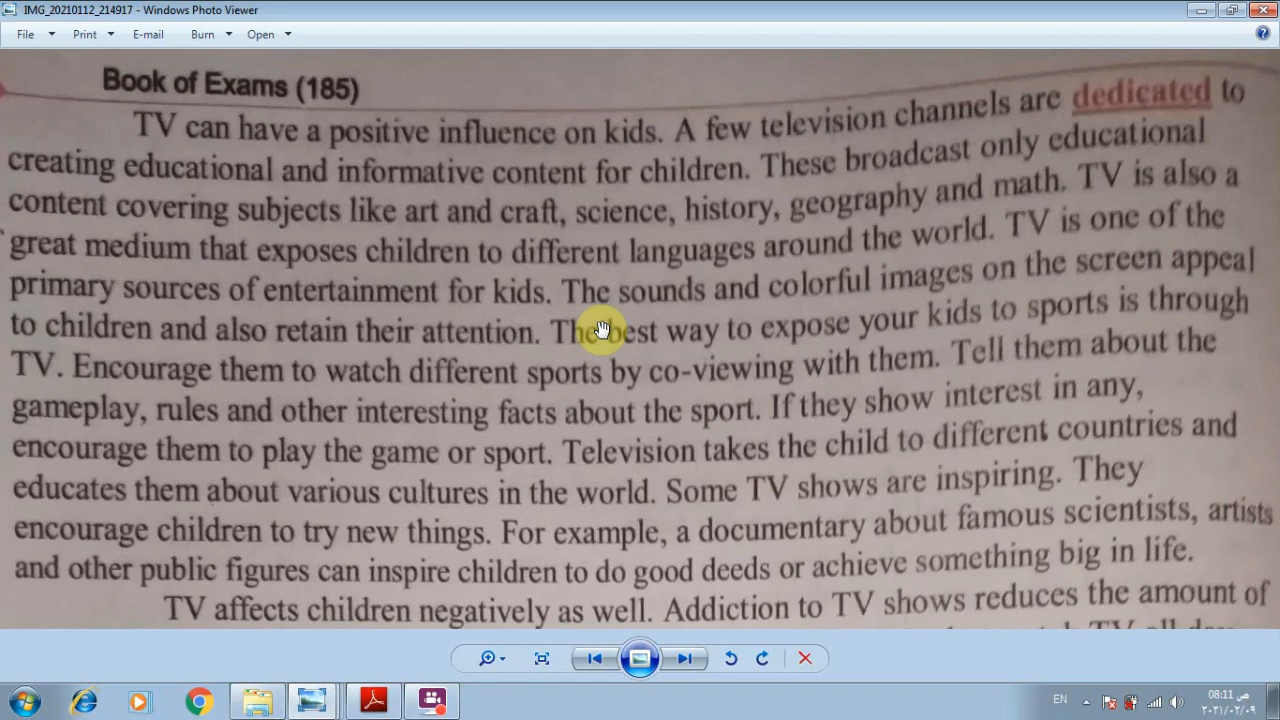 IMG_20210112_214917 - Windows Photo Viewer
File Print E-mail Burn Open
Book of Exams (185)
TV can have a positive influence on kids. A few television channels are dedicated to
creating educational and informative content for children. These broadcast only educational
content covering subjects like art and craft, science, history, geography and math. TV is also a
great medium that exposes children to different languages around the world. TV is one of the
primary sources of entertainment for kids. The sounds and colorful images on the screen appeal
to children and also retain their attention. The best way to expose your kids to sports is through
TV. Encourage them to watch different sports by co-viewing with them. Tell them about the
gameplay, rules and other interesting facts about the sport. If they show interest in any,
encourage them to play the game or sport. Television takes the child to different countries and
educates them about various cultures in the world. Some TV shows are inspiring. They
encourage children to try new things. For example, a documentary about famous scientists, artists
and other public figures can inspire children to do good deeds or achieve something big in life.
TV affects children negatively as well. Addiction to TV shows reduces the amount of
TV all day
EN
08:11 ص
٢٠٢١/٠٢/٠٩